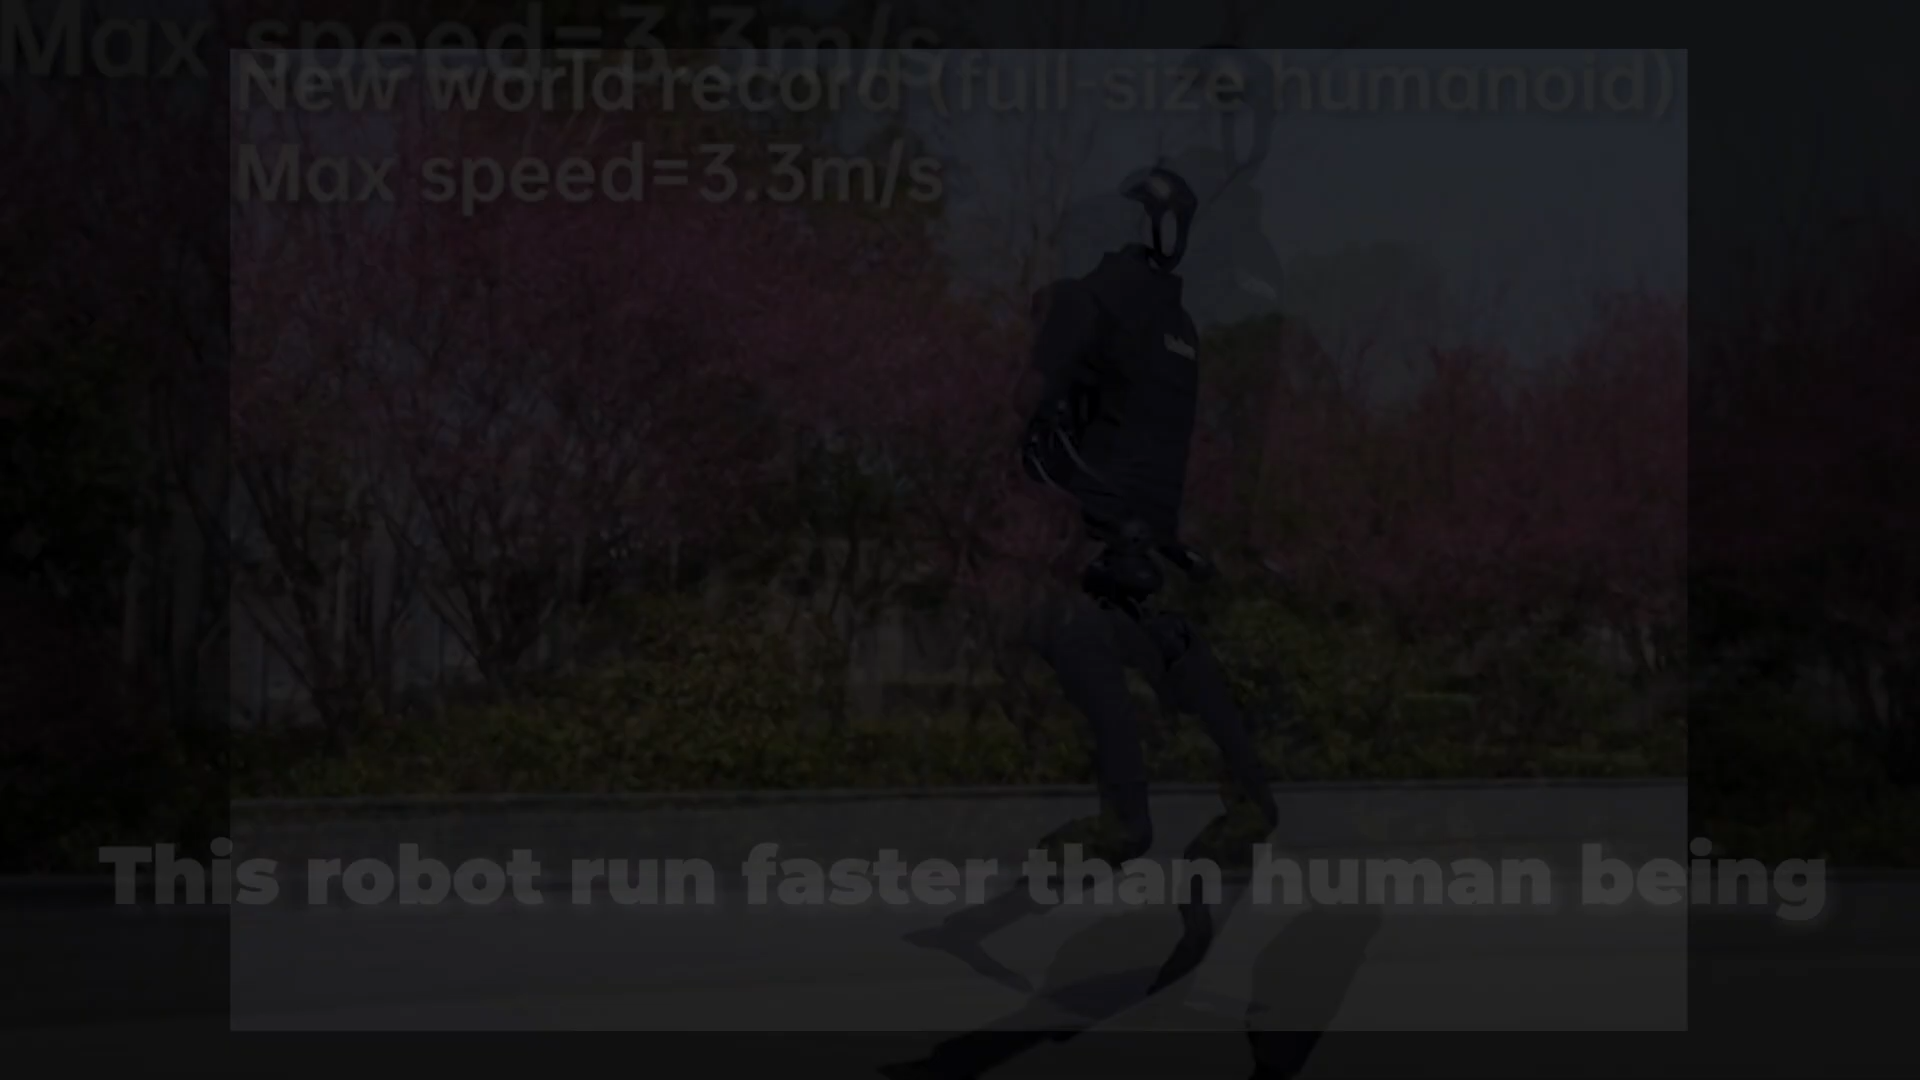 Max speed=3.3m/s
New world record (full-size humanoid)
Max speed=3.3m/s
This robot run faster than human being